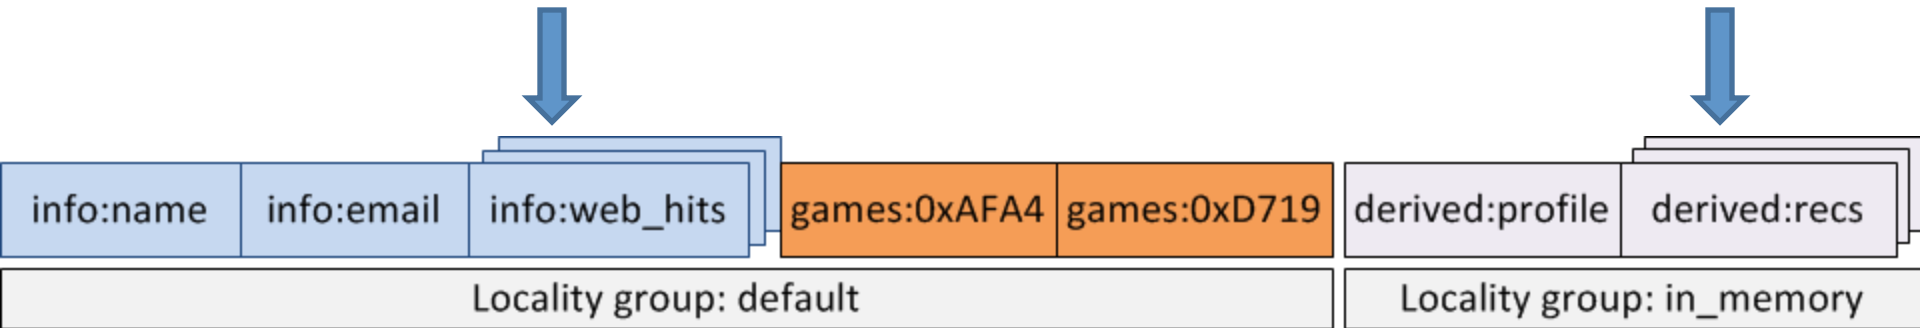 info:name info:email info:web_hits games:0xAFA4 games:0xD719 derived:profile derived:recs
Locality group: default Locality group: in_memory